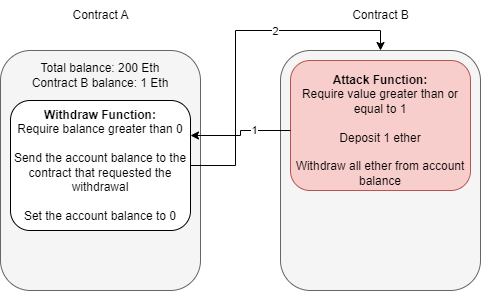 Contract A
Contract B
Total balance: 200 Eth
Contract B balance: 1 Eth
Withdraw Function:
Require balance greater than 0
Send the account balance to the
contract that requested the
withdrawal
Set the account balance to 0
1
2
Attack Function:
Require value greater than or
equal to 1
Deposit 1 ether
Withdraw all ether from account
balance